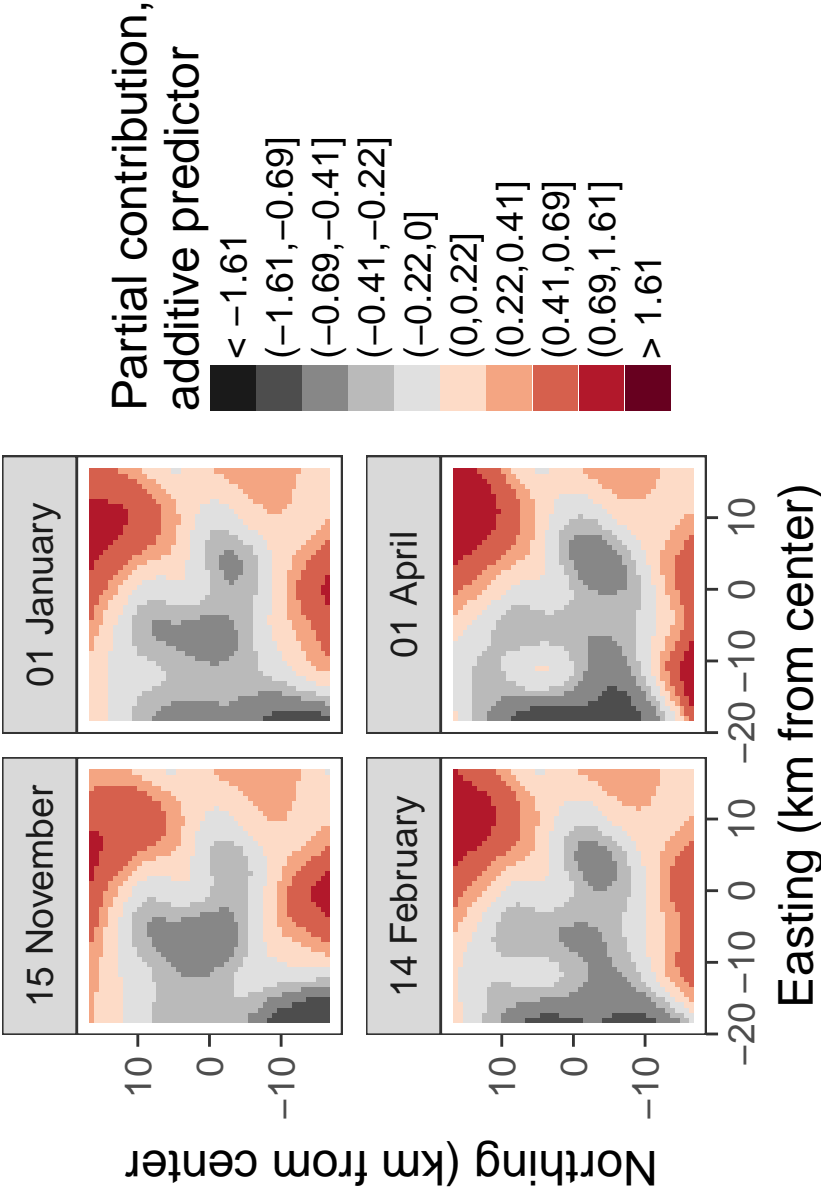 15 November
01 January
14 February
01 April
10
0
−10
10
0
−10
−20 −10 0 10
−20 −10 0 10
Easting (km from center)
Northing (km from center
Partial contribution,
additive predictor
< −1.61
(−1.61,−0.69]
(−0.69,−0.41]
(−0.41,−0.22]
(−0.22,0]
(0,0.22]
(0.22,0.41]
(0.41,0.69]
(0.69,1.61]
> 1.61